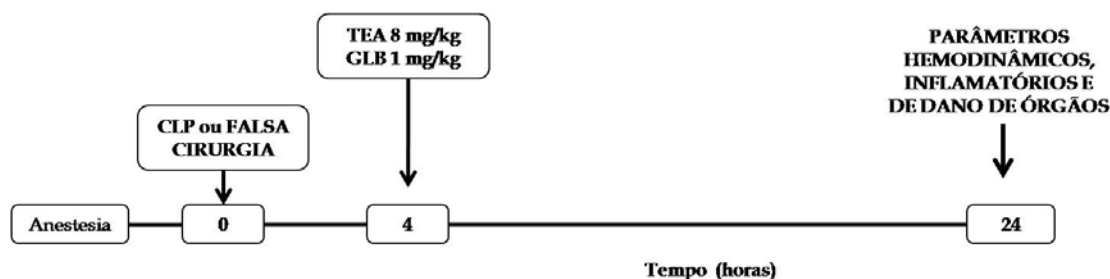 TEA 8 mg/kg
GLB 1 mg/kg
PARÂMETROS
HEMODINÂMICOS,
INFLAMATÓRIOS E
DE DANO DE ÓRGÃOS
CLP ou FALSA
CIRURGIA
Anestesia
0
4
24
Tempo (horas)